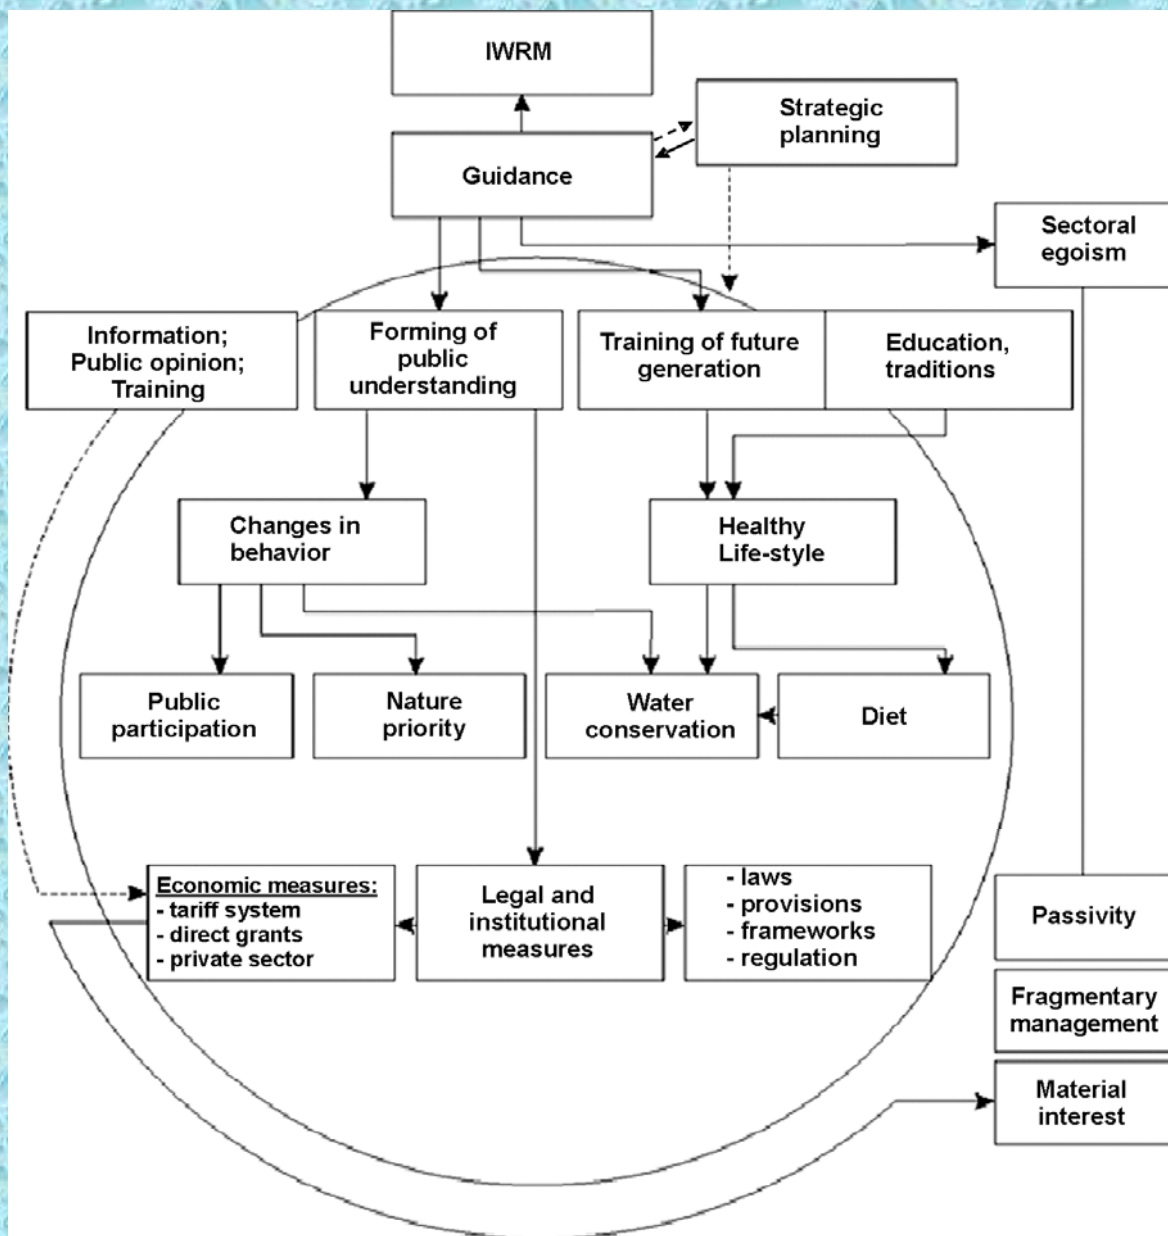 IWRM
Strategic
planning
Guidance
Sectoral
egoism
Information;
Public opinion;
Training
Forming of
public
understanding
Training of future
generation
Education,
traditions
Changes in
behavior
Healthy
Life-style
Public
participation
Nature
priority
Water
conservation
Diet
Economic measures:
- tariff system
- direct grants
- private sector
Legal and
institutional
measures
- laws
- provisions
- frameworks
- regulation
Passivity
Fragmentary
management
Material
interest